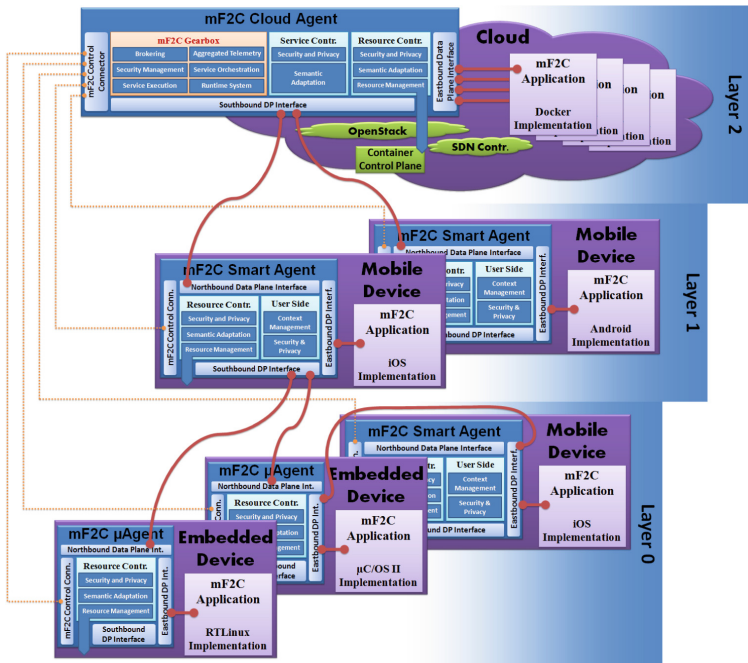 mF2C Cloud Agent
mF2C Control
Connector
mF2C Gearbox
Brokering
Aggregated Telemetry
Security Management
Service Orchestration
Service Execution
Runtime System
Service Contr.
Security and Privacy
Semantic
Adaptation
Resource Contr.
Security and Privacy
Semantic Adaptation
Resource Management
Eastbound Data
Plane Interface
Southbound DP Interface
Cloud
mF2C
Application
Docker
Implementation
OpenStack
SDN Contr.
Container
Control Plane
Layer 2
mF2C Smart Agent
Northbound Data Plane Interface
User Side
Context
Management
Security &
Privacy
Eastbound DP Interf.
Mobile
Device
mF2C
Application
Android
Implementation
Layer 1
mF2C Smart Agent
Northbound Data Plane Interface
mF2C Control Conn.
Resource Contr.
Security and Privacy
Semantic Adaptation
Resource Management
User Side
Context
Management
Security &
Privacy
Southbound DP Interface
Eastbound DP Interf.
Mobile
Device
mF2C
Application
iOS
Implementation
mF2C Smart Agent
Northbound Data Plane Interface
User Side
Context
Management
Security &
Privacy
Eastbound DP Interf.
Mobile
Device
mF2C
Application
iOS
Implementation
Layer 0
mF2C µAgent
Northbound Data Plane Int.
Resource Contr.
Security and Privacy
Eastbound DP Int.
Embedded
Device
mF2C
Application
µC/OS II
Implementation
mF2C µAgent
Northbound Data Plane Int.
mF2C Control Conn.
Resource Contr.
Security and Privacy
Semantic Adaptation
Resource Management
Southbound
DP Interface
Eastbound DP Int.
Embedded
Device
mF2C
Application
RTLinux
Implementation